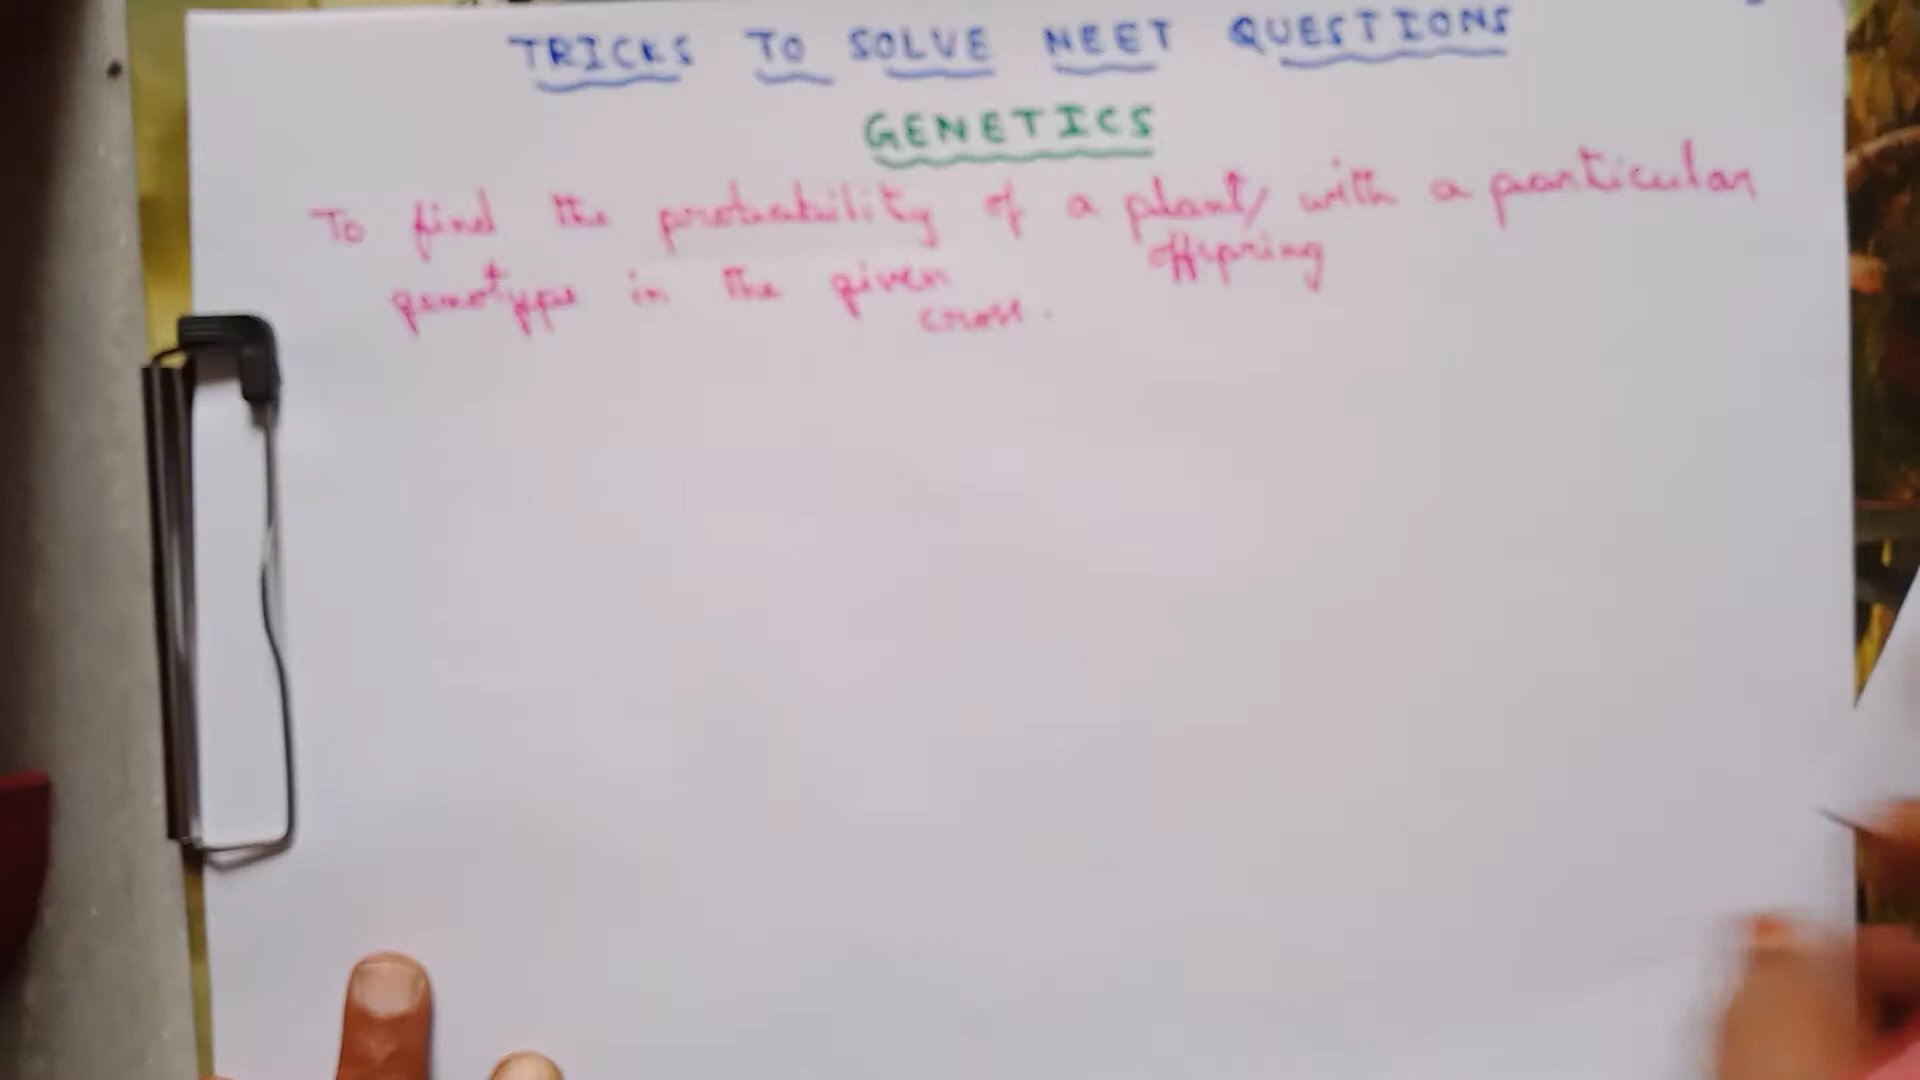 TRICKS TO SOLVE NEET QUESTIONS
GENETICS
To find the probability of a plant/ with a particular
offspring
genotype in the given
cross.